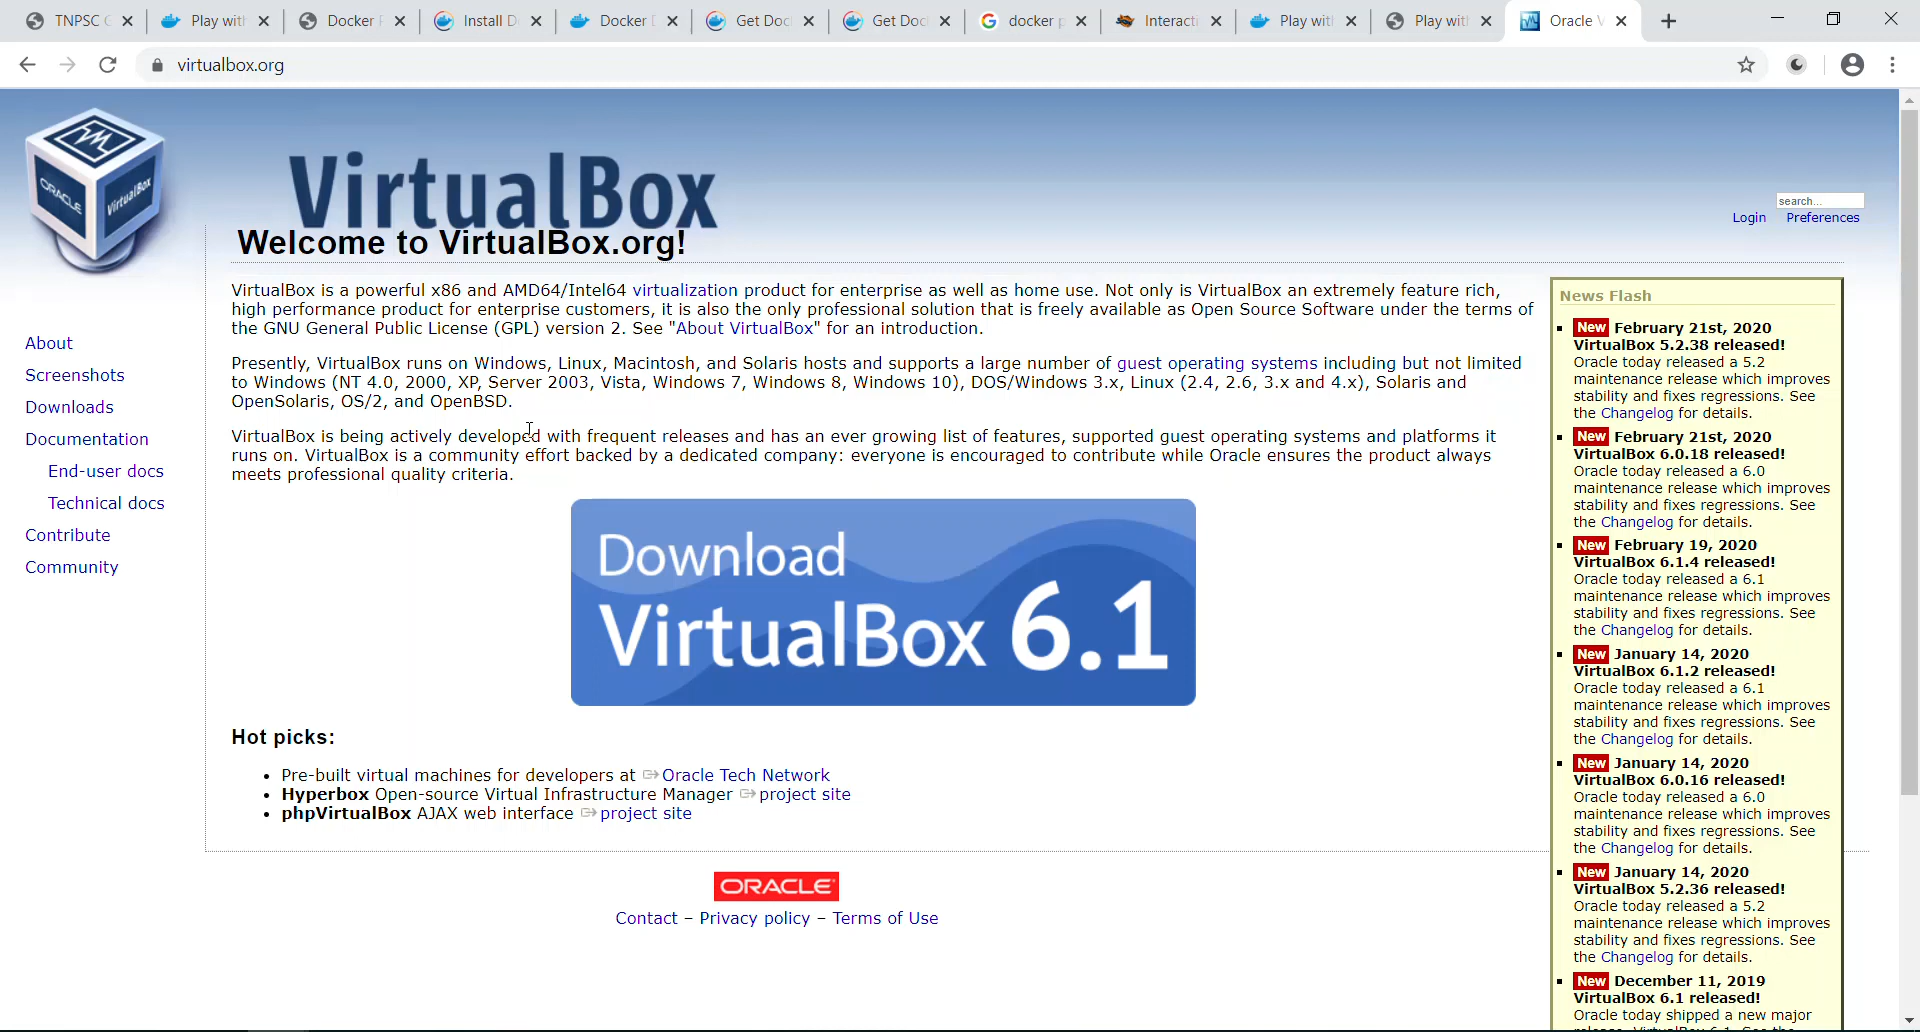 TNPSC
Play wit
Docker
Install D
Docker
Get Doc
Get Doc
docker p
Interacti
Play wit
Play wit
Oracle V
virtualbox.org
ORACLE
VirtualBox
VirtualBox
search...
Login Preferences
Welcome to VirtualBox.org!
VirtualBox is a powerful x86 and AMD64/Intel64 virtualization product for enterprise as well as home use. Not only is VirtualBox an extremely feature rich,
high performance product for enterprise customers, it is also the only professional solution that is freely available as Open Source Software under the terms of
the GNU General Public License (GPL) version 2. See "About VirtualBox" for an introduction.
Presently, VirtualBox runs on Windows, Linux, Macintosh, and Solaris hosts and supports a large number of guest operating systems including but not limited
to Windows (NT 4.0, 2000, XP, Server 2003, Vista, Windows 7, Windows 8, Windows 10), DOS/Windows 3.x, Linux (2.4, 2.6, 3.x and 4.x), Solaris and
OpenSolaris, OS/2, and OpenBSD.
VirtualBox is being actively developed with frequent releases and has an ever growing list of features, supported guest operating systems and platforms it
runs on. VirtualBox is a community effort backed by a dedicated company: everyone is encouraged to contribute while Oracle ensures the product always
meets professional quality criteria.
About
Screenshots
Downloads
Documentation
End-user docs
Technical docs
Contribute
Community
Download
VirtualBox 6.1
Hot picks:
• Pre-built virtual machines for developers at Oracle Tech Network
• Hyperbox Open-source Virtual Infrastructure Manager project site
• phpVirtualBox AJAX web interface project site
ORACLE
Contact – Privacy policy – Terms of Use
News Flash
New February 21st, 2020
VirtualBox 5.2.38 released!
Oracle today released a 5.2
maintenance release which improves
stability and fixes regressions. See
the Changelog for details.
New February 21st, 2020
VirtualBox 6.0.18 released!
Oracle today released a 6.0
maintenance release which improves
stability and fixes regressions. See
the Changelog for details.
New February 19, 2020
VirtualBox 6.1.4 released!
Oracle today released a 6.1
maintenance release which improves
stability and fixes regressions. See
the Changelog for details.
New January 14, 2020
VirtualBox 6.1.2 released!
Oracle today released a 6.1
maintenance release which improves
stability and fixes regressions. See
the Changelog for details.
New January 14, 2020
VirtualBox 6.0.16 released!
Oracle today released a 6.0
maintenance release which improves
stability and fixes regressions. See
the Changelog for details.
New January 14, 2020
VirtualBox 5.2.36 released!
Oracle today released a 5.2
maintenance release which improves
stability and fixes regressions. See
the Changelog for details.
New December 11, 2019
VirtualBox 6.1 released!
Oracle today shipped a new major